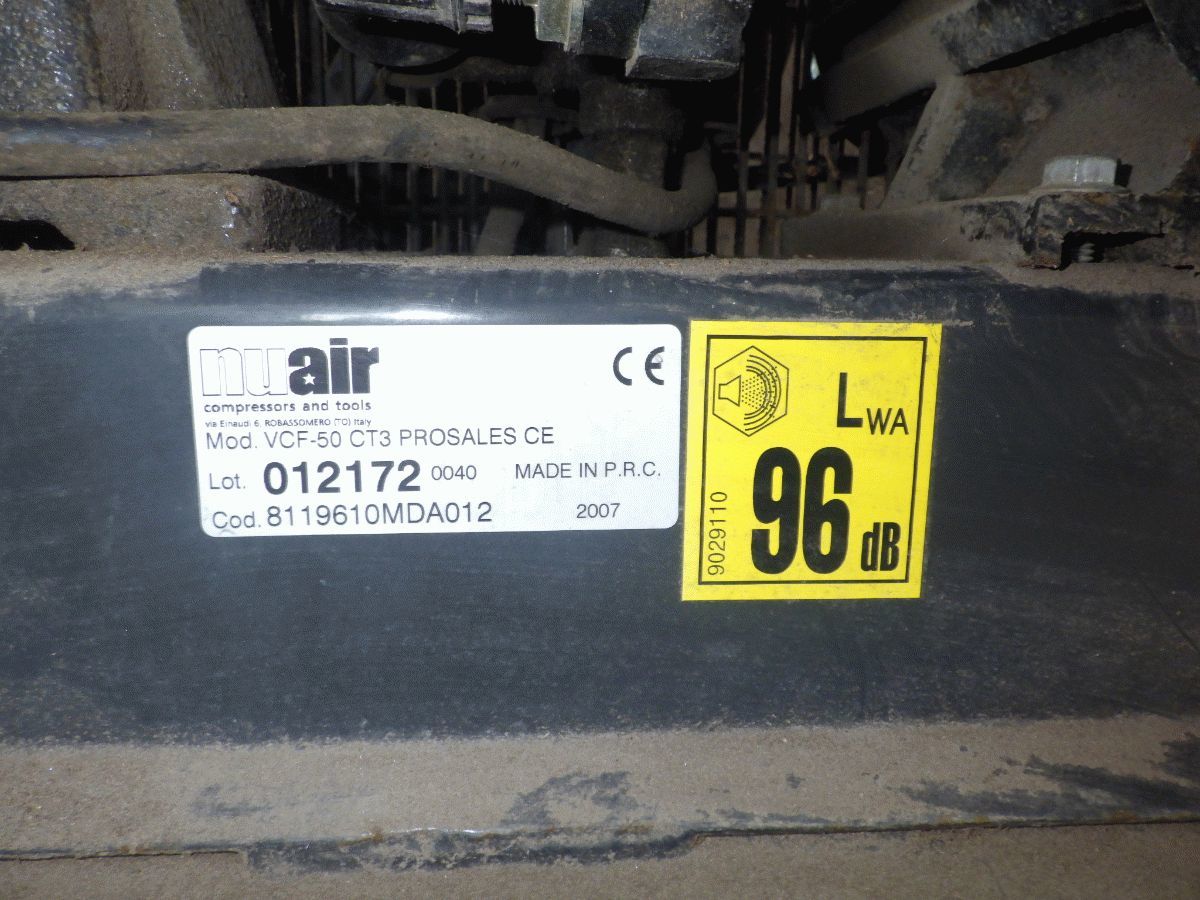 nuair
CE
compressors and tools
via Einaudi 6, ROBASSOMERO (TO) Italy
Mod. VCF-50 CT3 PROSALES CE
Lot. 012172 0040 MADE IN P.R.C.
Cod. 8119610MDA012 2007
LWA
96 dB
9029110